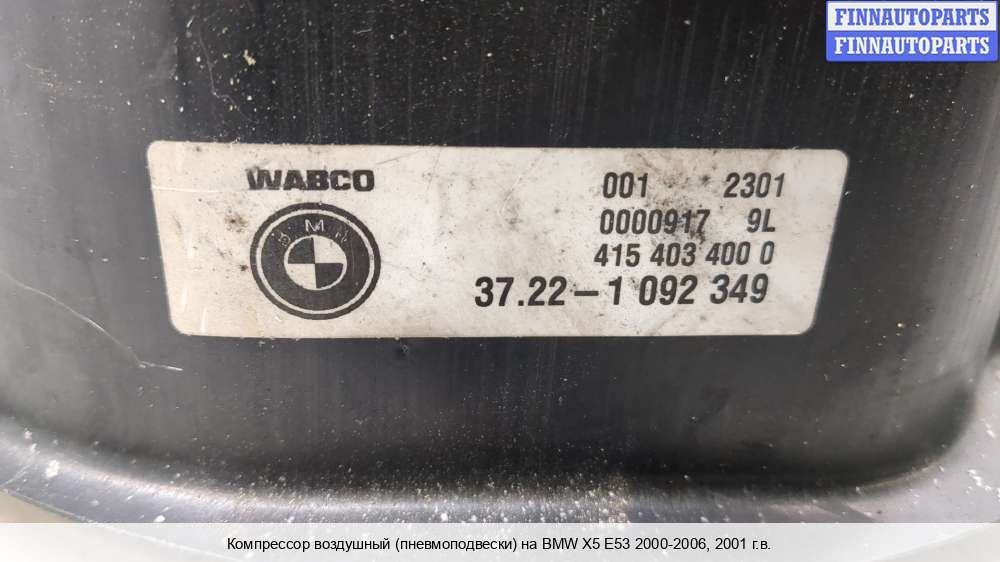 FINNAUTOPARTS
FINNAUTOPARTS
WABCO
BMW
001 2301
0000917 9L
415 403 400 0
37.22-1 092 349
Компрессор воздушный (пневмоподвески) на BMW X5 E53 2000-2006, 2001 г.в.